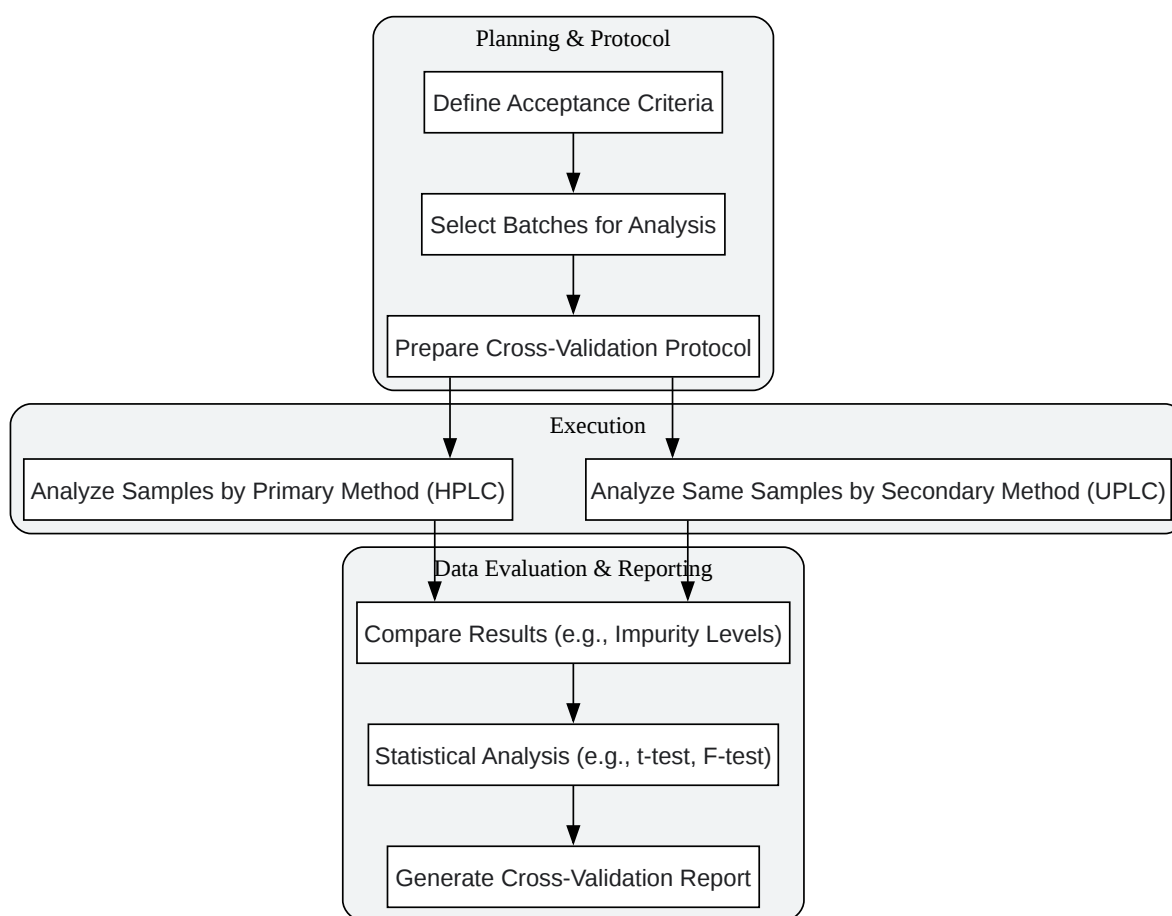 Planning & Protocol
Define Acceptance Criteria
Select Batches for Analysis
Prepare Cross-Validation Protocol
Execution
Analyze Samples by Primary Method (HPLC)
Analyze Same Samples by Secondary Method (UPLC)
Data Evaluation & Reporting
Compare Results (e.g., Impurity Levels)
Statistical Analysis (e.g., t-test, F-test)
Generate Cross-Validation Report